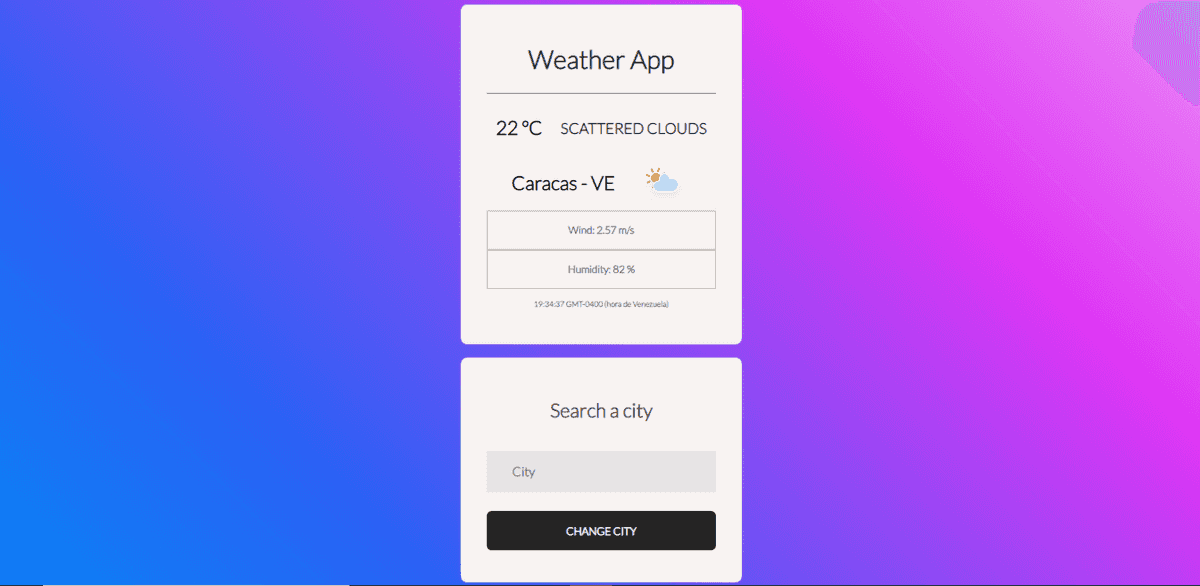 Weather App
22 °C SCATTERED CLOUDS
Caracas - VE
Wind: 2.57 m/s
Humidity: 82 %
19:34:37 GMT-0400 (hora de Venezuela)
Search a city
City
CHANGE CITY